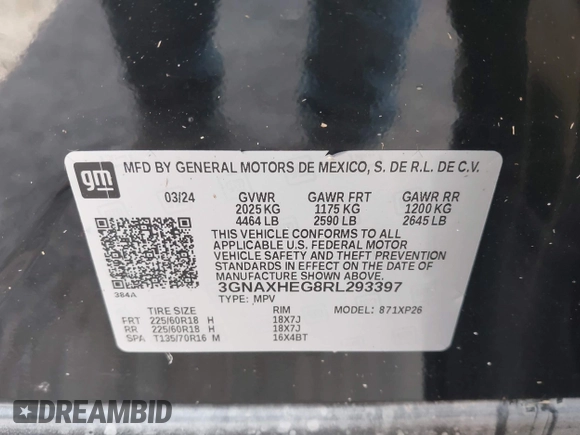 gm
MFD BY GENERAL MOTORS DE MEXICO, S. DE R.L. DE C.V.
03/24 GVWR GAWR FRT GAWR RR
2025 KG 1175 KG 1200 KG
4464 LB 2590 LB 2645 LB
THIS VEHICLE CONFORMS TO ALL
APPLICABLE U.S. FEDERAL MOTOR
VEHICLE SAFETY AND THEFT PREVENTION
STANDARDS IN EFFECT ON THE DATE OF
MANUFACTURE SHOWN ABOVE.
384A
3GNAXHEG8RL293397
TYPE: MPV
TIRE SIZE RIM MODEL: 871XP26
FRT 225/60R18 H 18X7J
RR 225/60R18 H 18X7J
SPA T135/70R16 M 16X4BT
DREAMBID